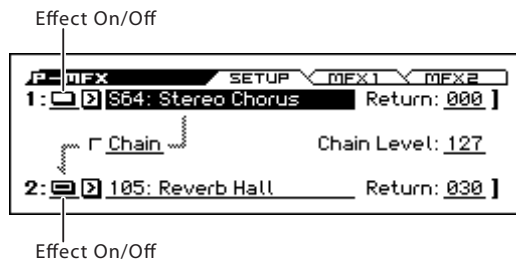 Effect On/Off
P-MFX SETUP MFX1 MFX2
1: S64: Stereo Chorus Return: 000 ]
Chain Chain Level: 127
2: 105: Reverb Hall Return: 030 ]
Effect On/Off